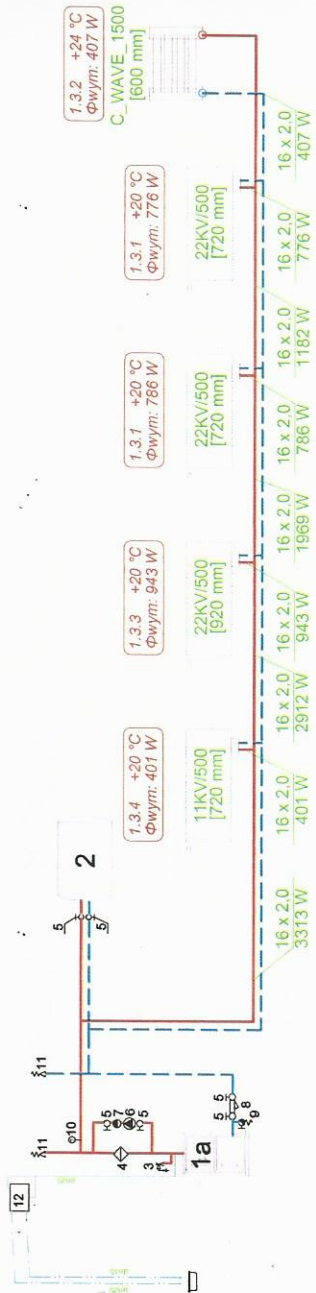 1.3.2 +24 °C
Φwym: 407 W
C_WAVE_1500
[600 mm]
1.3.1 +20 °C
Φwym: 776 W
22KV/500
[720 mm]
1.3.1 +20 °C
Φwym: 786 W
22KV/500
[720 mm]
1.3.3 +20 °C
Φwym: 943 W
22KV/500
[920 mm]
1.3.4 +20 °C
Φwym: 401 W
11KV/500
[720 mm]
16 x 2,0
3313 W
16 x 2,0
401 W
16 x 2,0
2912 W
16 x 2,0
943 W
16 x 2,0
1969 W
16 x 2,0
786 W
16 x 2,0
1182 W
16 x 2,0
776 W
16 x 2,0
407 W
2
5
5
11
11
10
5
7
6
5
4
3
1a
5
8
5
9
12